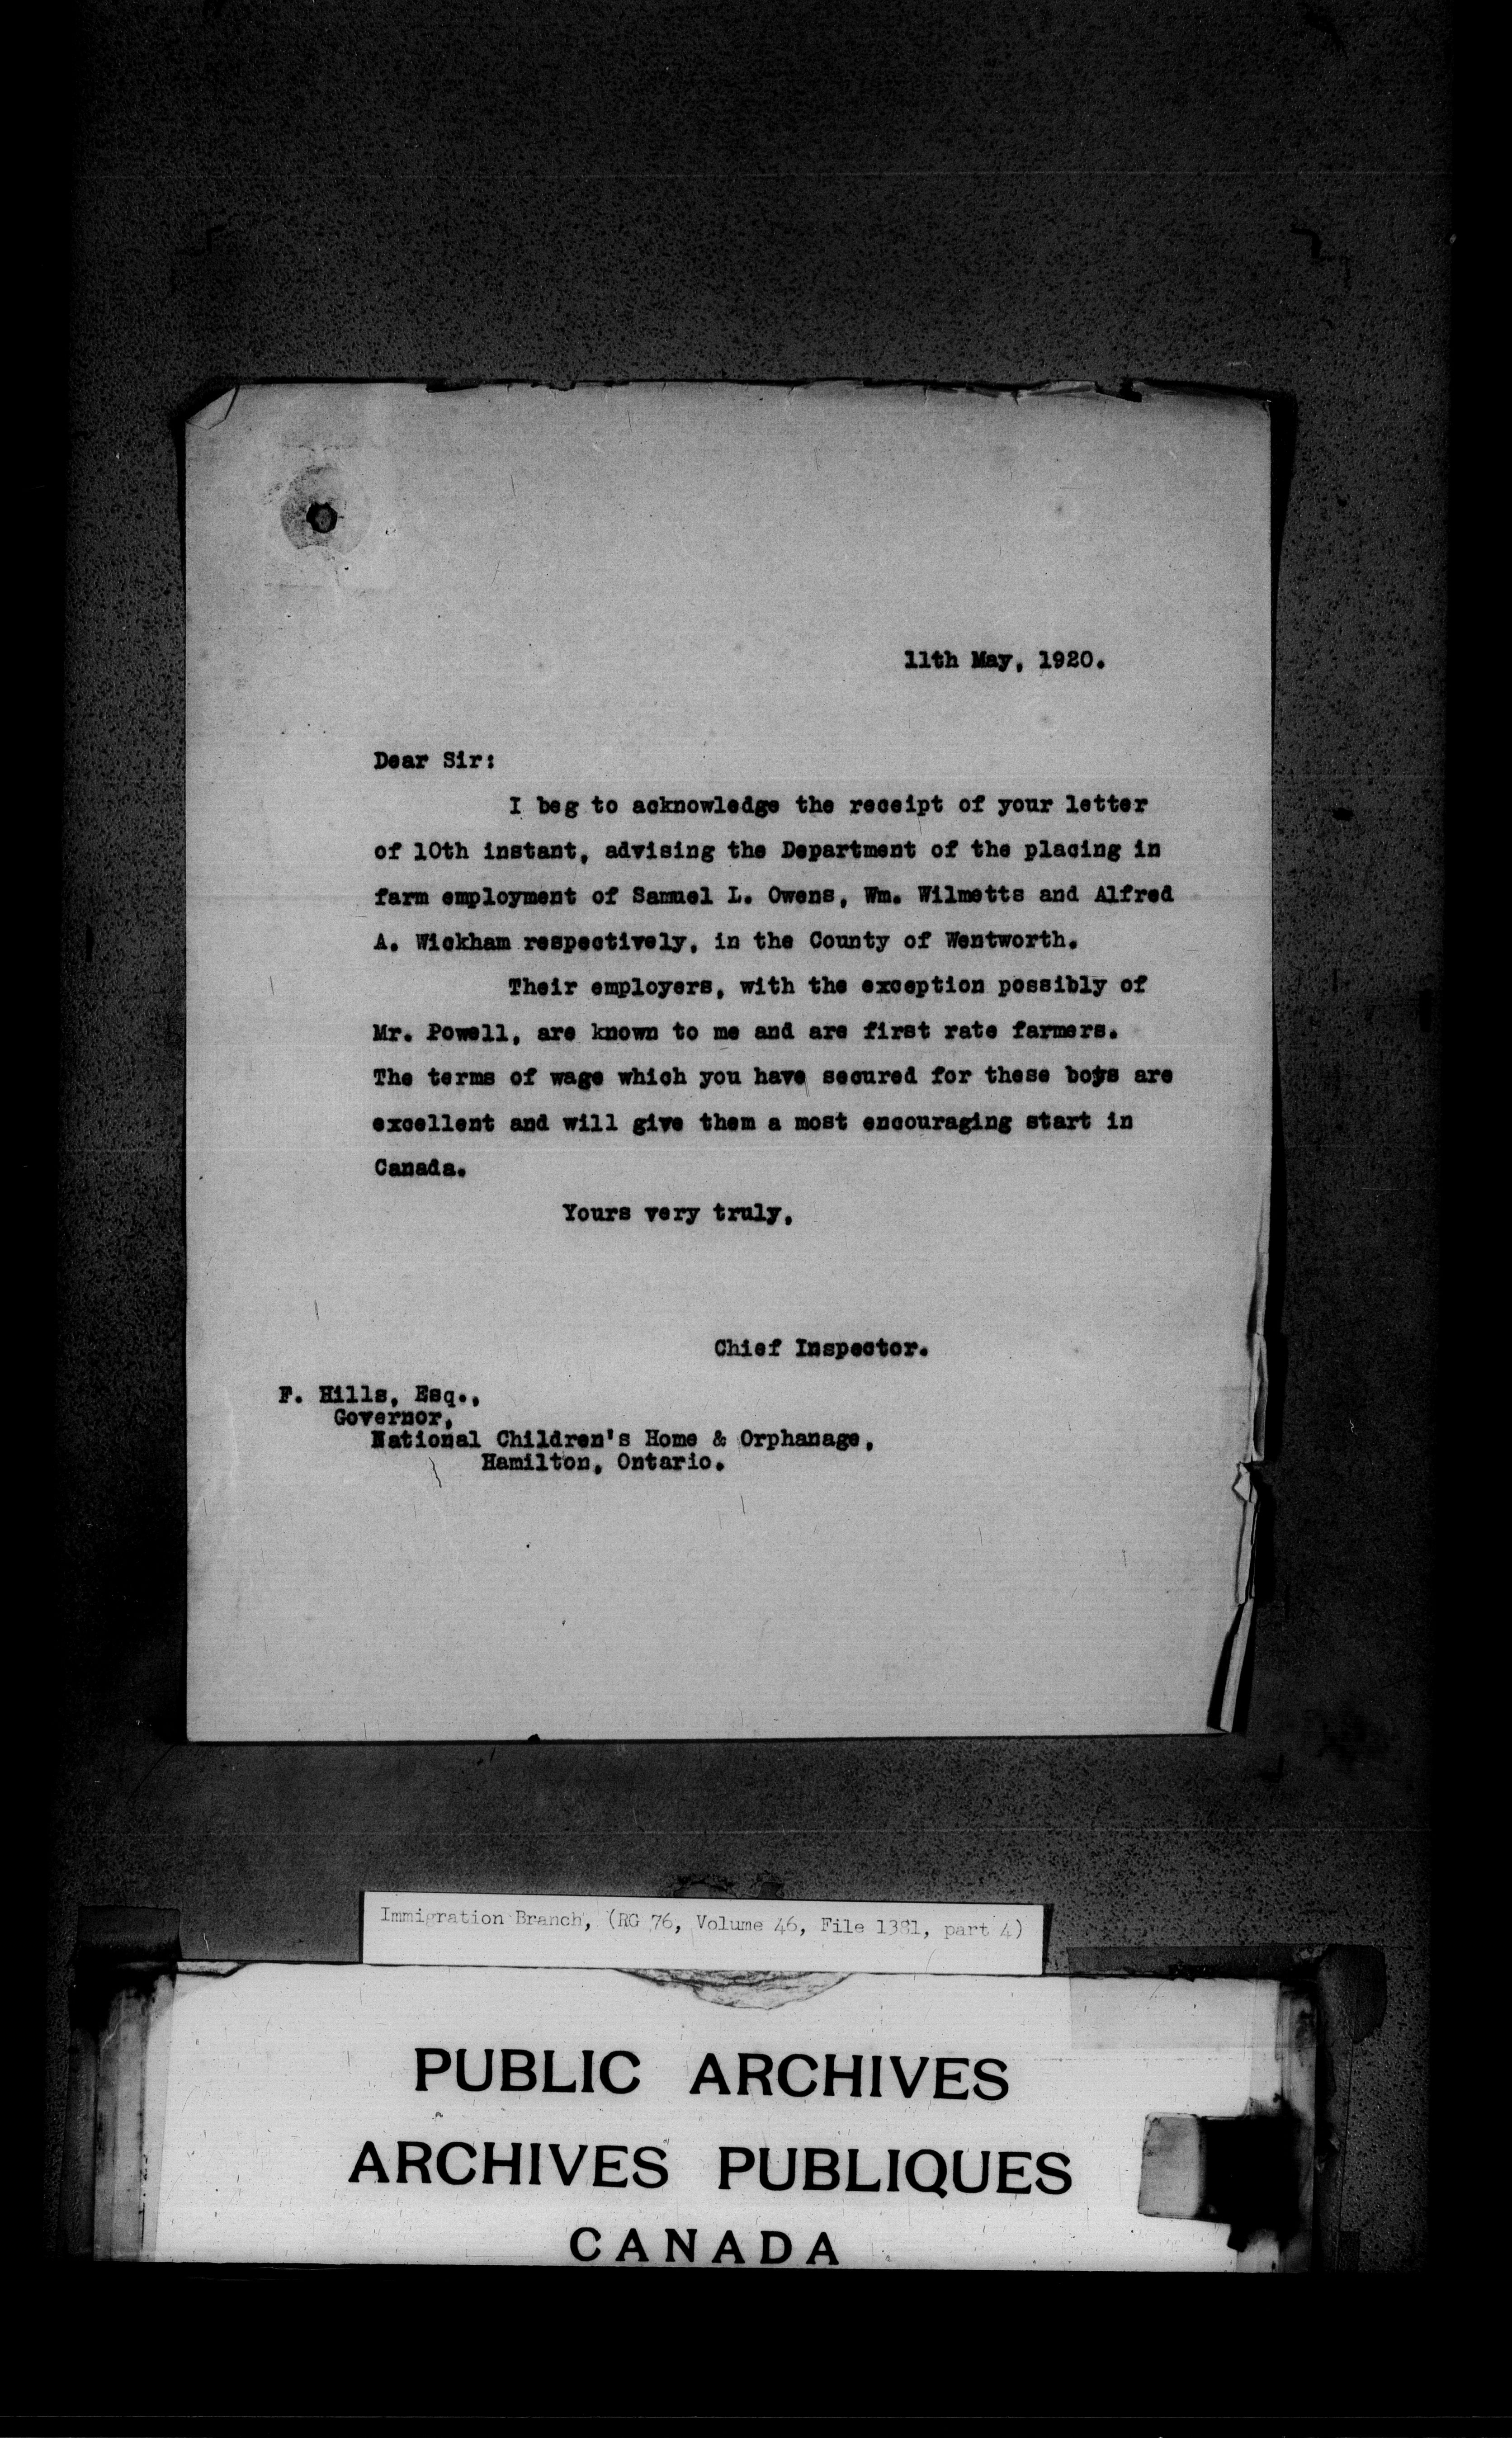 11th May, 1920.
Dear Sir:
I beg to acknowledge the receipt of your letter
of 10th instant, advising the Department of the placing in
farm employment of Samuel L. Owens, Wm. Wilmetts and Alfred
A. Wickham respectively, in the County of Wentworth.
Their employers, with the exception possibly of
Mr. Powell, are known to me and are first rate farmers.
The terms of wage which you have secured for these boys are
excellent and will give them a most encouraging start in
Canada.
Yours very truly,
Chief Inspector.
F. Hills, Esq.,
Governor,
National Children's Home & Orphanage,
Hamilton, Ontario.
Immigration Branch, (RG 76, Volume 46, File 1381, part 4)
PUBLIC ARCHIVES
ARCHIVES PUBLIQUES
CANADA